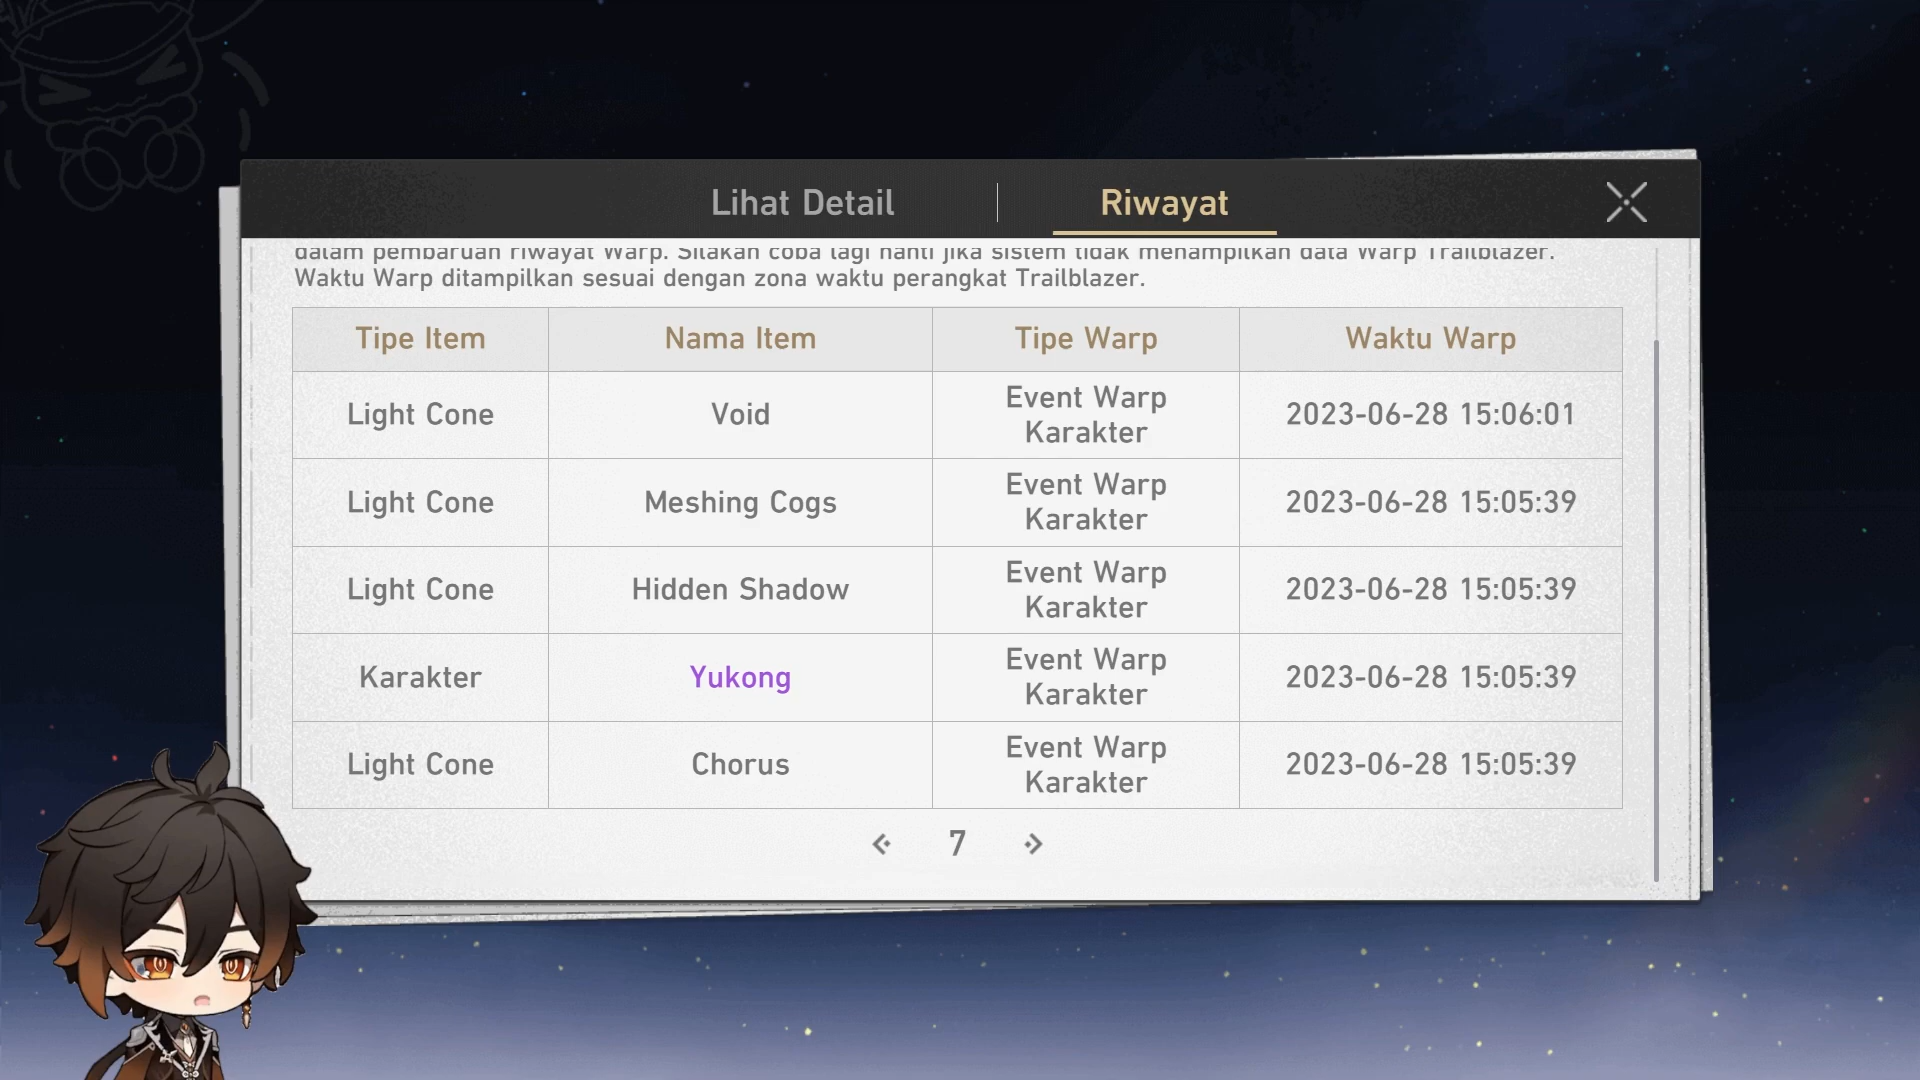 Lihat Detail
Riwayat
dalam pembaruan riwayat Warp. Silakan coba lagi nanti jika sistem tidak menampilkan data Warp Trailblazer.
Waktu Warp ditampilkan sesuai dengan zona waktu perangkat Trailblazer.
Tipe Item Nama Item Tipe Warp Waktu Warp
Light Cone Void Event Warp Karakter 2023-06-28 15:06:01
Light Cone Meshing Cogs Event Warp Karakter 2023-06-28 15:05:39
Light Cone Hidden Shadow Event Warp Karakter 2023-06-28 15:05:39
Karakter Yukong Event Warp Karakter 2023-06-28 15:05:39
Light Cone Chorus Event Warp Karakter 2023-06-28 15:05:39
7